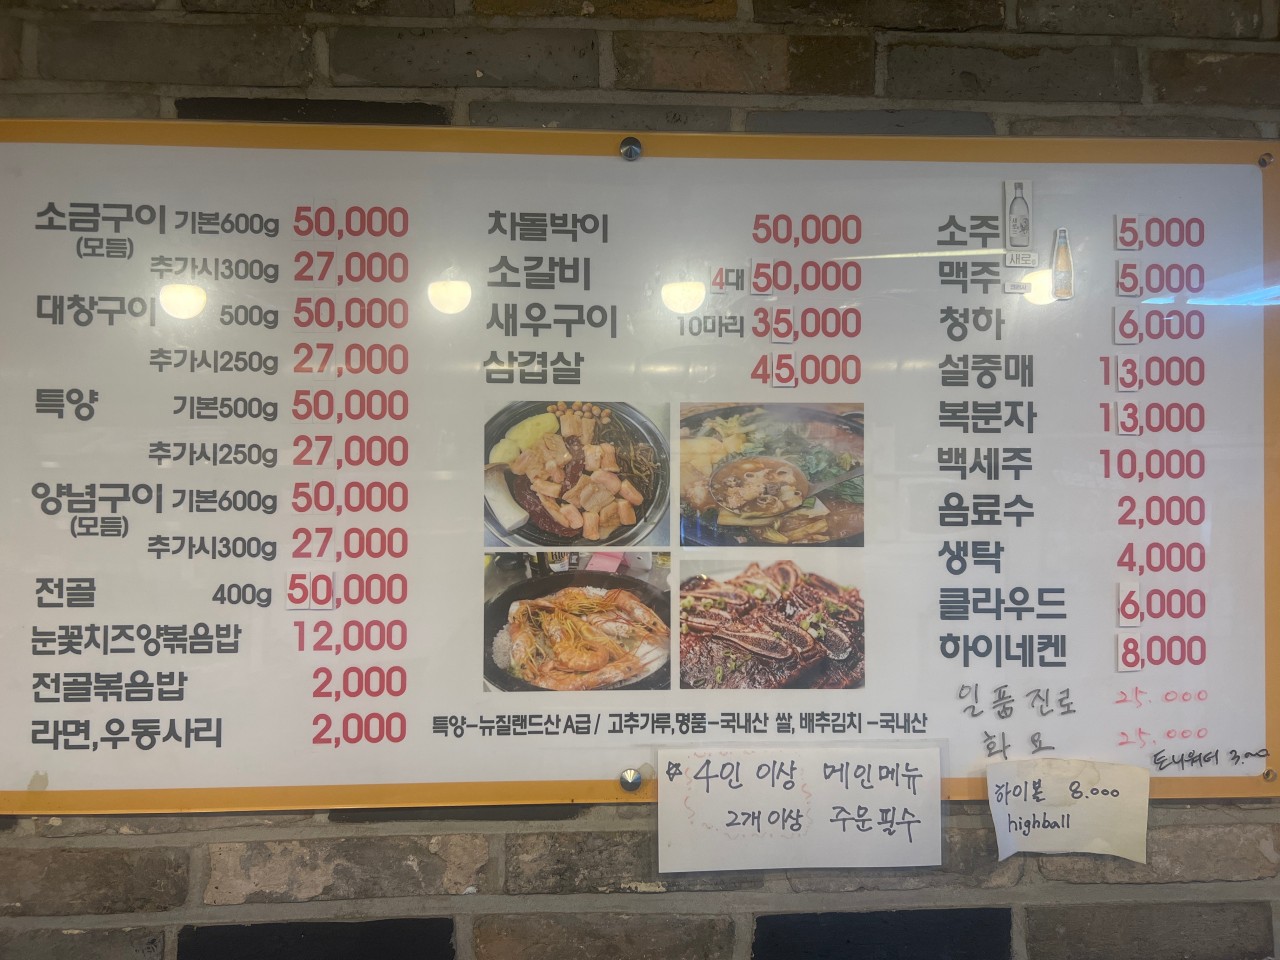 소금구이 기본600g 50,000
(모듬)
추가시300g 27,000
대창구이 500g 50,000
추가시250g 27,000
특양 기본500g 50,000
추가시250g 27,000
양념구이 기본600g 50,000
(모듬)
추가시300g 27,000
전골 400g 50,000
눈꽃치즈양볶음밥 12,000
전골볶음밥 2,000
라면,우동사리 2,000
차돌박이 50,000
소갈비 4대 50,000
새우구이 10마리 35,000
삼겹살 45,000
특양-뉴질랜드산 A급/ 고추가루,명품-국내산 쌀, 배추김치 -국내산
소주 5,000
새로
맥주 5,000
청하 6,000
설중매 13,000
복분자 13,000
백세주 10,000
음료수 2,000
생탁 4,000
클라우드 6,000
하이네켄 8,000
일품진로 25.000
화요 25.000
토니워터 3.000
4인 이상 메인메뉴
2개 이상 주문필수
하이볼 8.000
highball